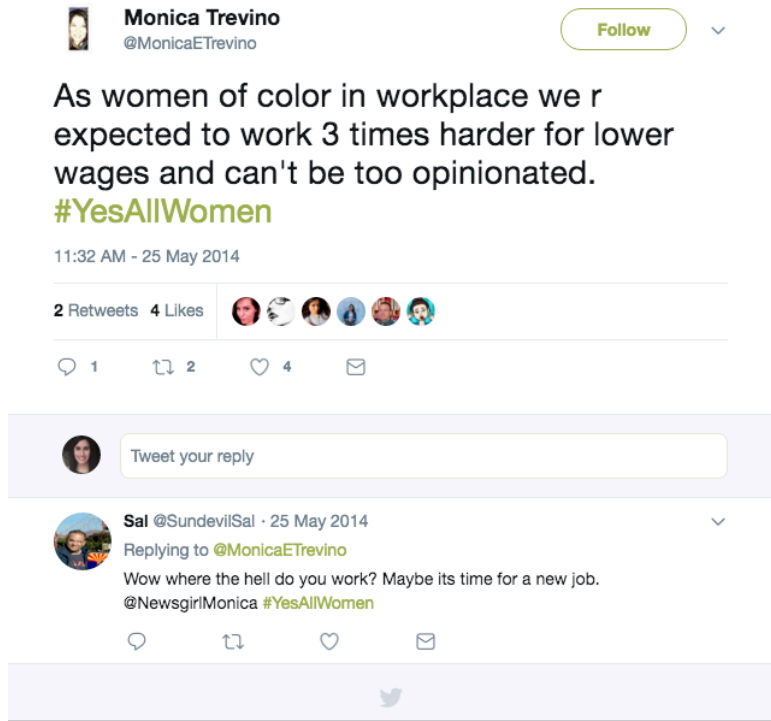 Monica Trevino
@MonicaETrevino
Follow
As women of color in workplace we r
expected to work 3 times harder for lower
wages and can't be too opinionated.
#YesAllWomen
11:32 AM - 25 May 2014
2 Retweets 4 Likes
1 2 4
Tweet your reply
Sal @SundevilSal · 25 May 2014
Replying to @MonicaETrevino
Wow where the hell do you work? Maybe its time for a new job.
@NewsgirlMonica #YesAllWomen